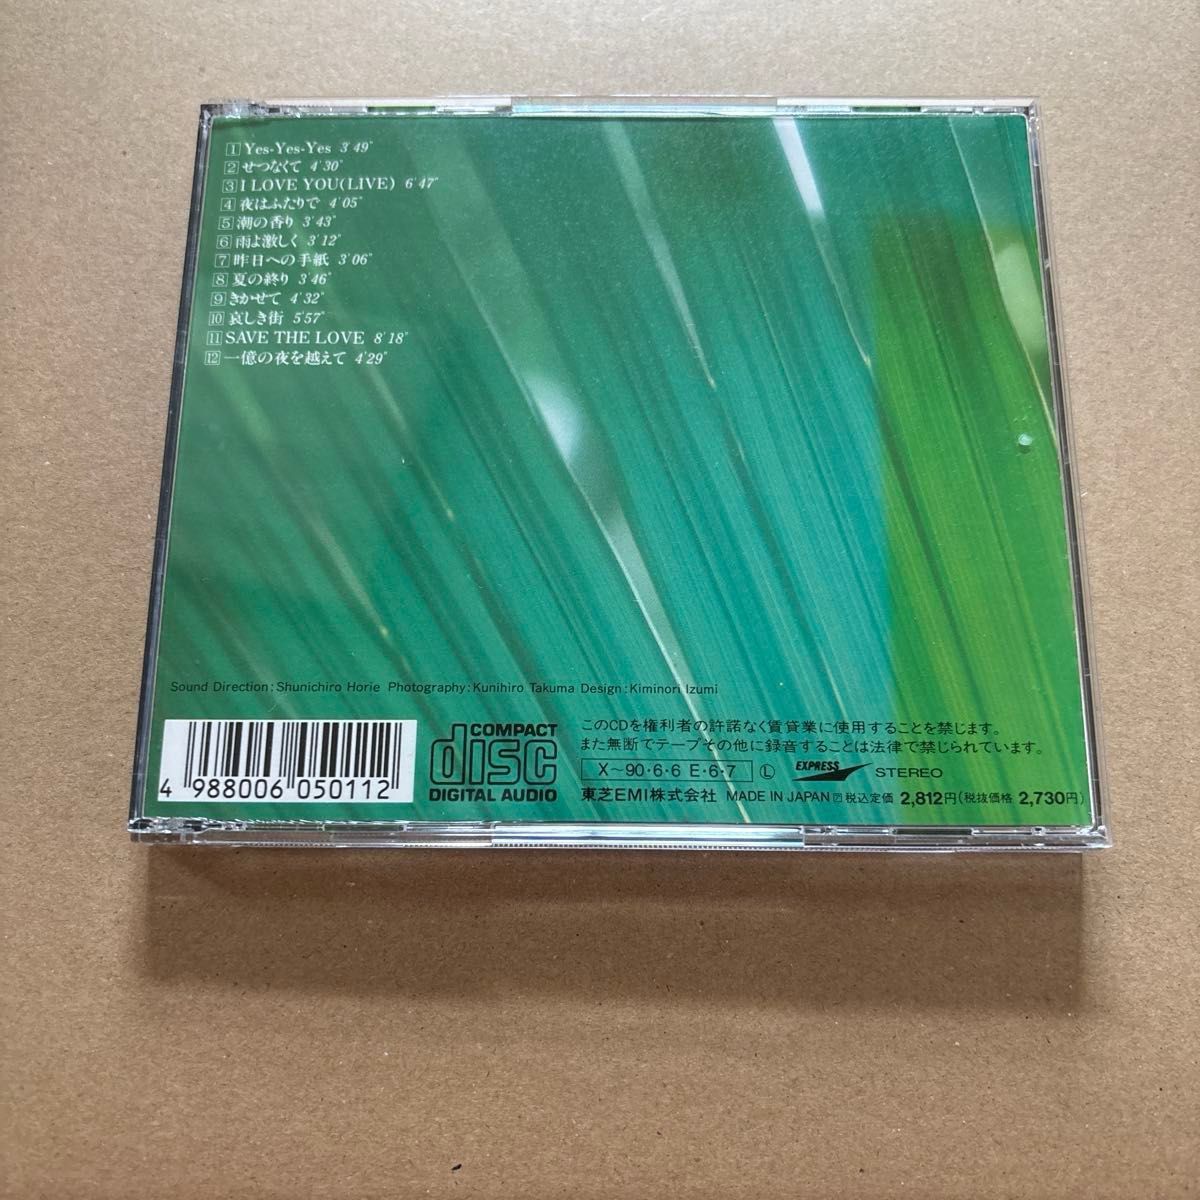 1 Yes-Yes-Yes 3'49"
2 せつなくて 4'30"
3 I LOVE YOU(LIVE) 6'47"
4 夜はふたりで 4'05"
5 潮の香り 3'43"
6 雨よ激しく 3'12"
7 昨日への手紙 3'06"
8 夏の終り 3'46"
9 きかせて 4'32"
10 哀しき街 5'57"
11 SAVE THE LOVE 8'18"
12 一億の夜を越えて 4'29"
Sound Direction:Shunichiro Horie Photography:Kunihiro Takuma Design:Kiminori Izumi
4 988006 050112
COMPACT
disc
DIGITAL AUDIO
このCDを権利者の許諾なく賃貸業に使用することを禁じます。
また無断でテープその他に録音することは法律で禁じられています。
X〜90・6・6 E・6・7 Ⓛ EXPRESS STEREO
東芝EMI株式会社 MADE IN JAPAN 税込定価 2,812円(税抜価格 2,730円)